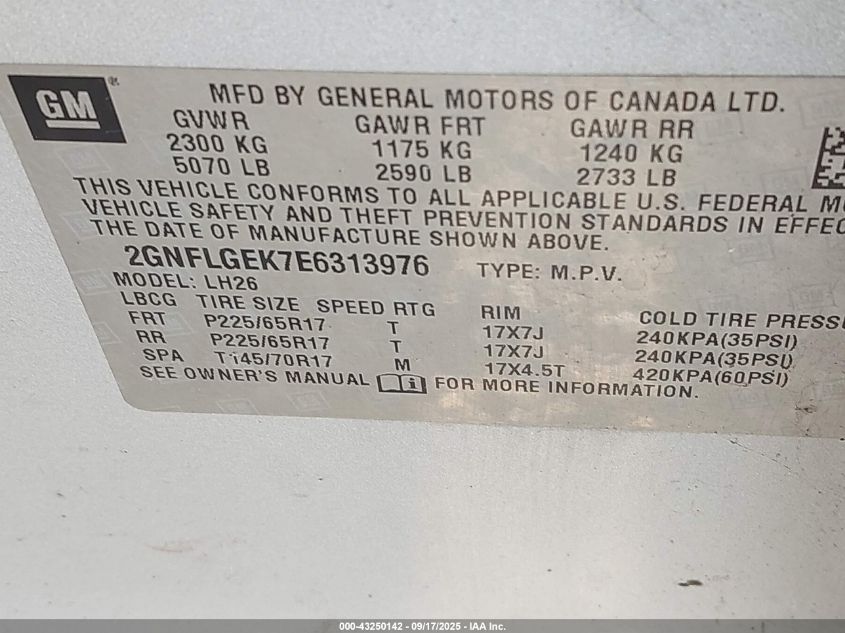 GM ®
MFD BY GENERAL MOTORS OF CANADA LTD.
GVWR GAWR FRT GAWR RR
2300 KG 1175 KG 1240 KG
5070 LB 2590 LB 2733 LB
THIS VEHICLE CONFORMS TO ALL APPLICABLE U.S. FEDERAL
VEHICLE SAFETY AND THEFT PREVENTION STANDARDS IN EFFEC
THE DATE OF MANUFACTURE SHOWN ABOVE.
2GNFLGEK7E6313976 TYPE: M.P.V.
MODEL: LH26
LBCG TIRE SIZE SPEED RTG RIM COLD TIRE PRESSU
FRT P225/65R17 T 17X7J 240KPA(35PSI)
RR P225/65R17 T 17X7J 240KPA(35PSI)
SPA T145/70R17 M 17X4.5T 420KPA(60PSI)
SEE OWNER'S MANUAL FOR MORE INFORMATION.
000-43250142 - 09/17/2025 - IAA Inc.